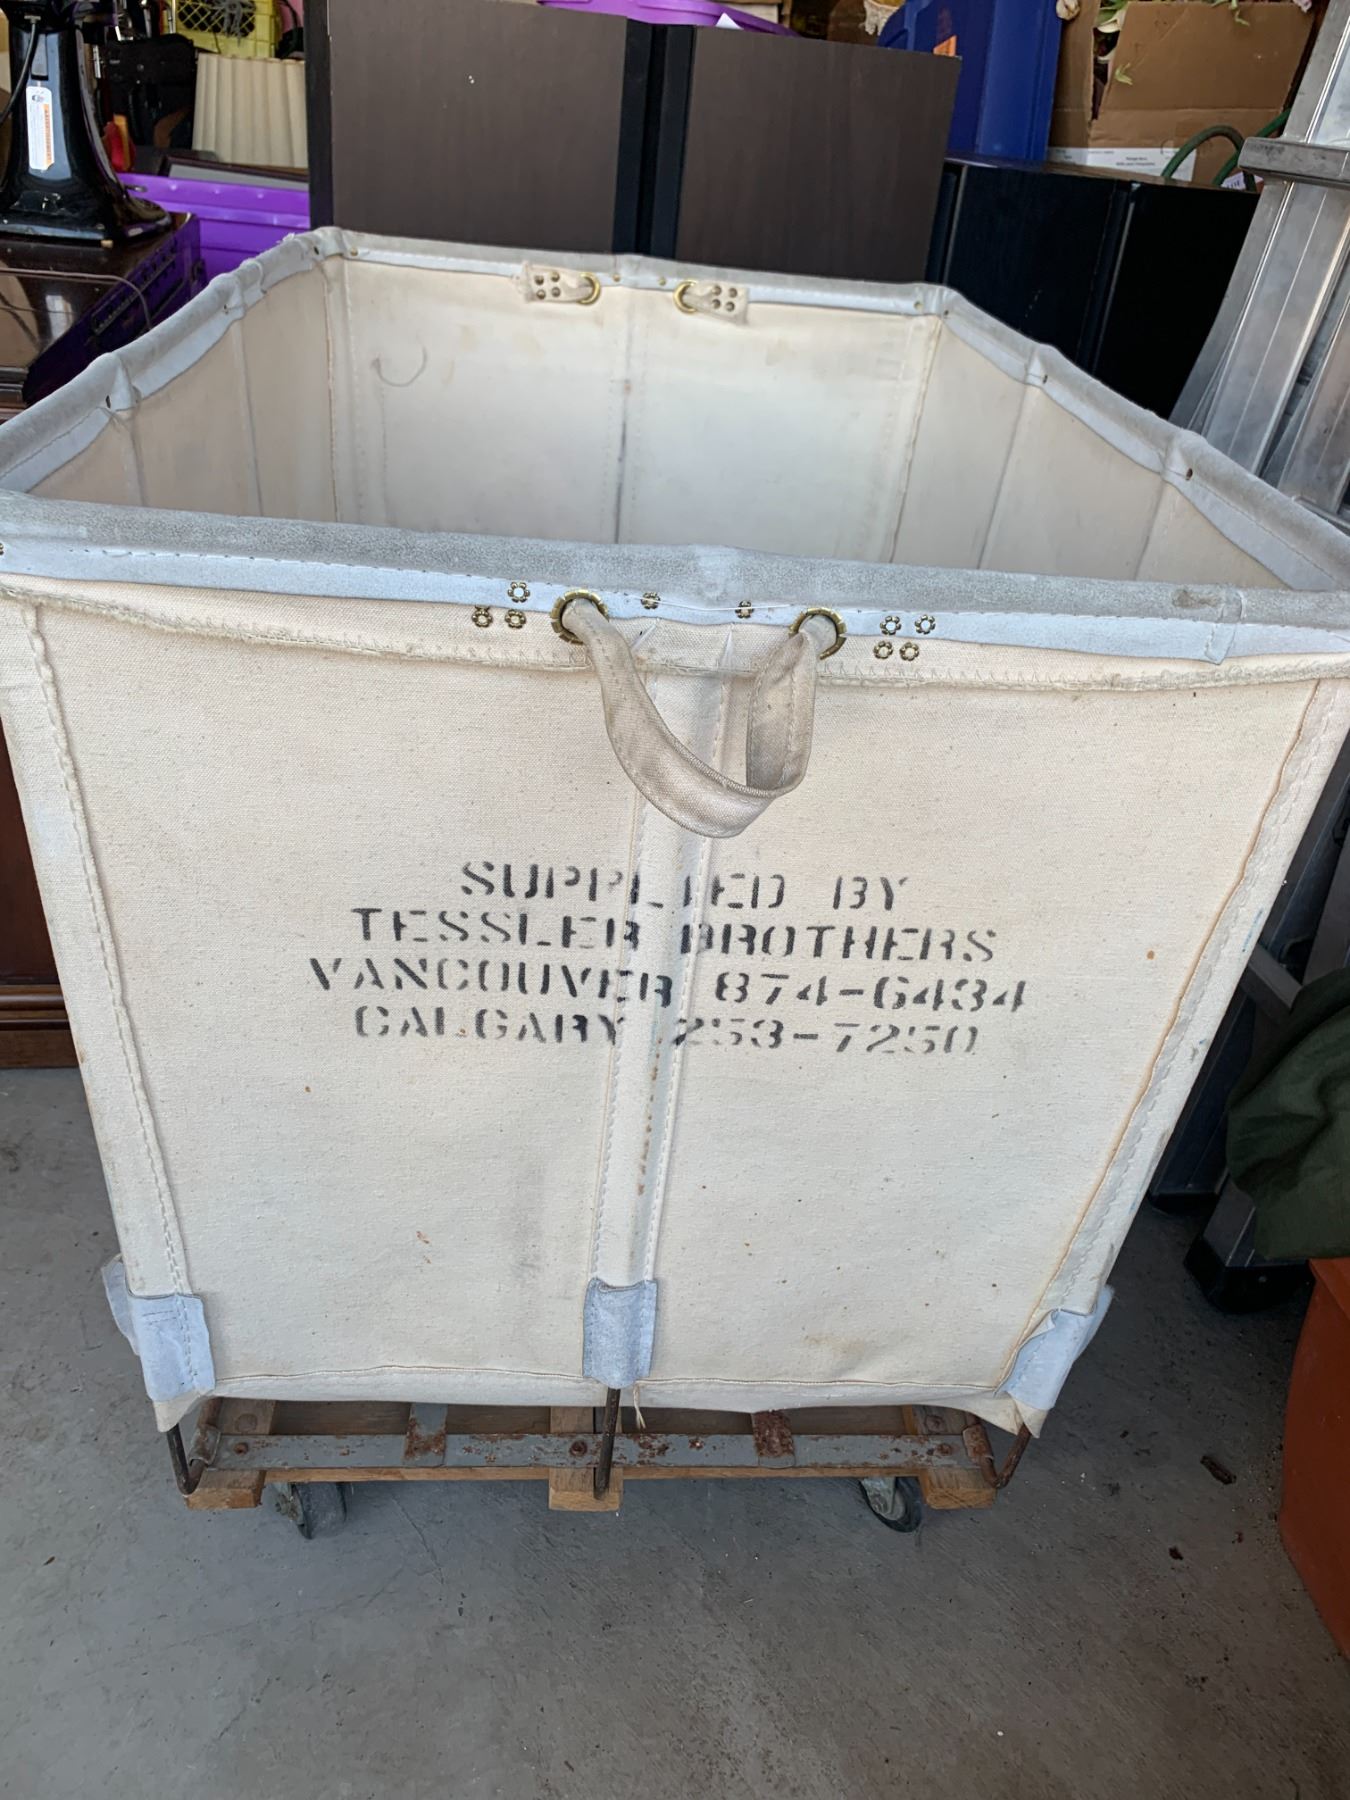 SUPPLIED BY
TESSLER BROTHERS
VANCOUVER 874-6434
CALGARY 253-7250